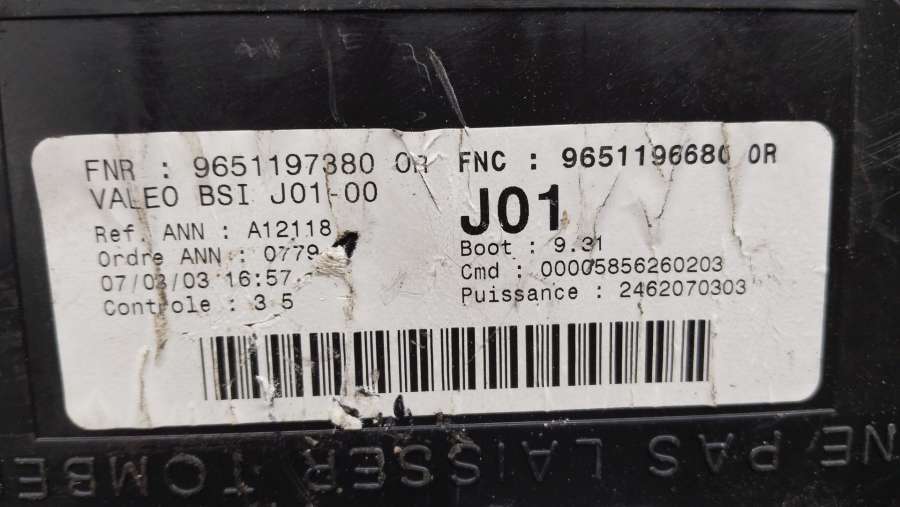 FNR : 9651197380 0R
VALEO BSI J01-00
Ref. ANN : A12118
Ordre ANN : 0779
07/03/03 16:57
Controle : 3 5
FNC : 9651196680 0R
J01
Boot : 9.31
Cmd : 00005856260203
Puissance : 2462070303
NE PAS LAISSER TOMBE